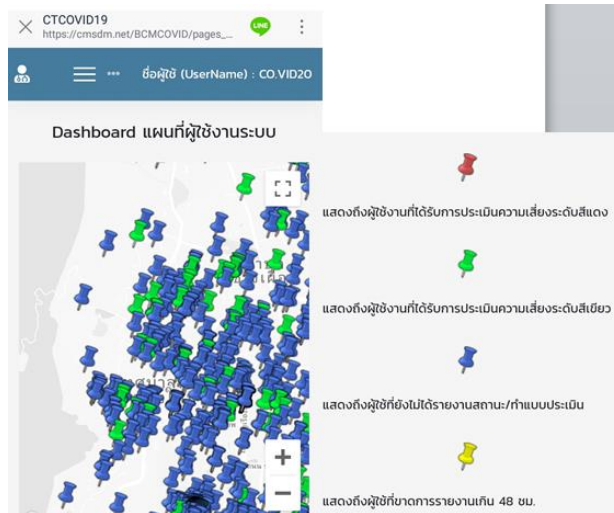 CTCOVID19
https://cmsdm.net/BCMCOVID/pages_...
LINE
ชื่อผู้ใช้ (UserName) : CO.VID20
Dashboard แผนที่ผู้ใช้งานระบบ
แสดงถึงผู้ใช้งานที่ได้รับการประเมินความเสี่ยงระดับสีแดง
แสดงถึงผู้ใช้งานที่ได้รับการประเมินความเสี่ยงระดับสีเขียว
แสดงถึงผู้ใช้ที่ยังไม่ได้รายงานสถานะ/ทำแบบประเมิน
แสดงถึงผู้ใช้ที่ขาดการรายงานเกิน 48 ชม.